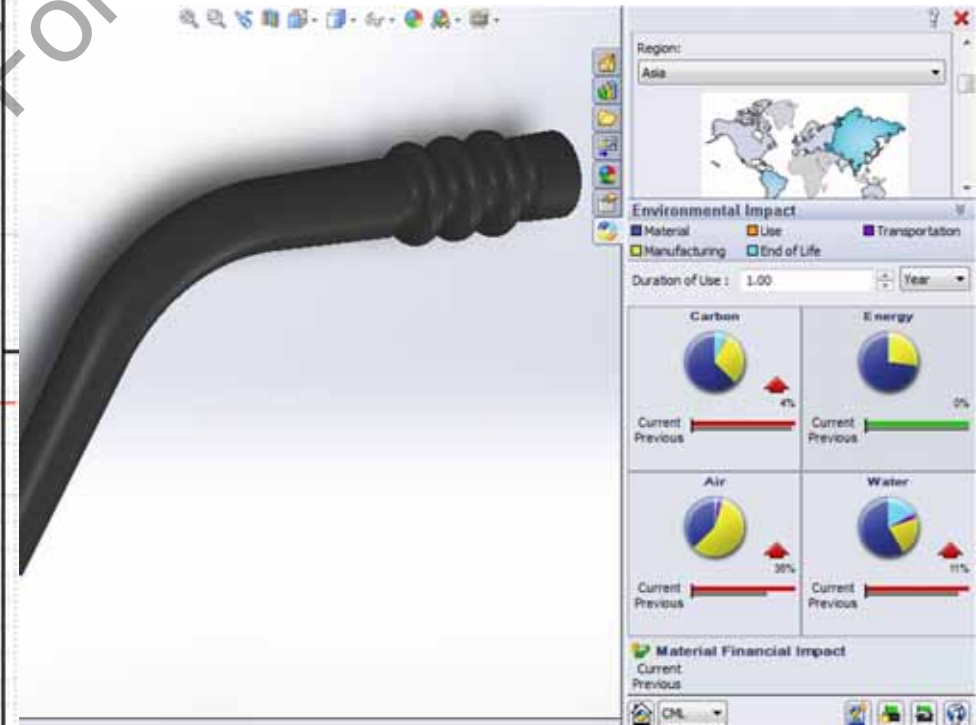 For
Region:
Asia
Environmental Impact
Material Use Transportation
Manufacturing End of Life
Duration of Use : 1.00 Year
Carbon Energy
4% 0%
Current Current
Previous Previous
Air Water
11%
Current Current
Previous Previous
Material Financial Impact
Current
Previous
CML